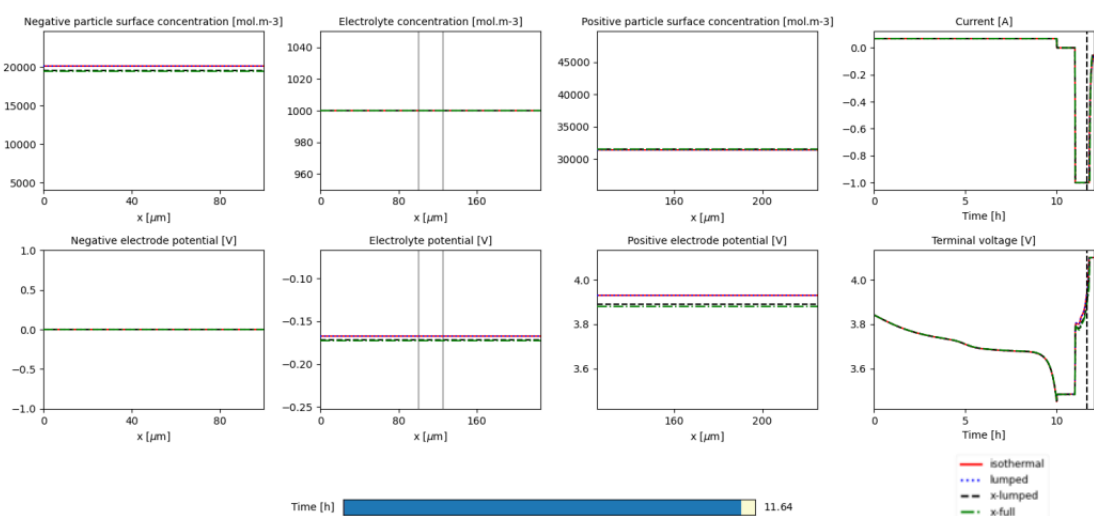 Negative particle surface concentration [mol.m-3]
Electrolyte concentration [mol.m-3]
Positive particle surface concentration [mol.m-3]
Current [A]
20000
15000
10000
5000
0
40
80
x [μm]
1040
1020
1000
980
960
0
80
160
x [μm]
45000
40000
35000
30000
160
200
x [μm]
0.0
−0.2
−0.4
−0.6
−0.8
−1.0
0
5
10
Time [h]
Negative electrode potential [V]
Electrolyte potential [V]
Positive electrode potential [V]
Terminal voltage [V]
1.0
0.5
0.0
−0.5
−1.0
0
40
80
x [μm]
−0.10
−0.15
−0.20
−0.25
0
80
160
x [μm]
4.0
3.8
3.6
160
200
x [μm]
4.0
3.8
3.6
0
5
10
Time [h]
isothermal
lumped
x-lumped
x-full
Time [h]
11.64